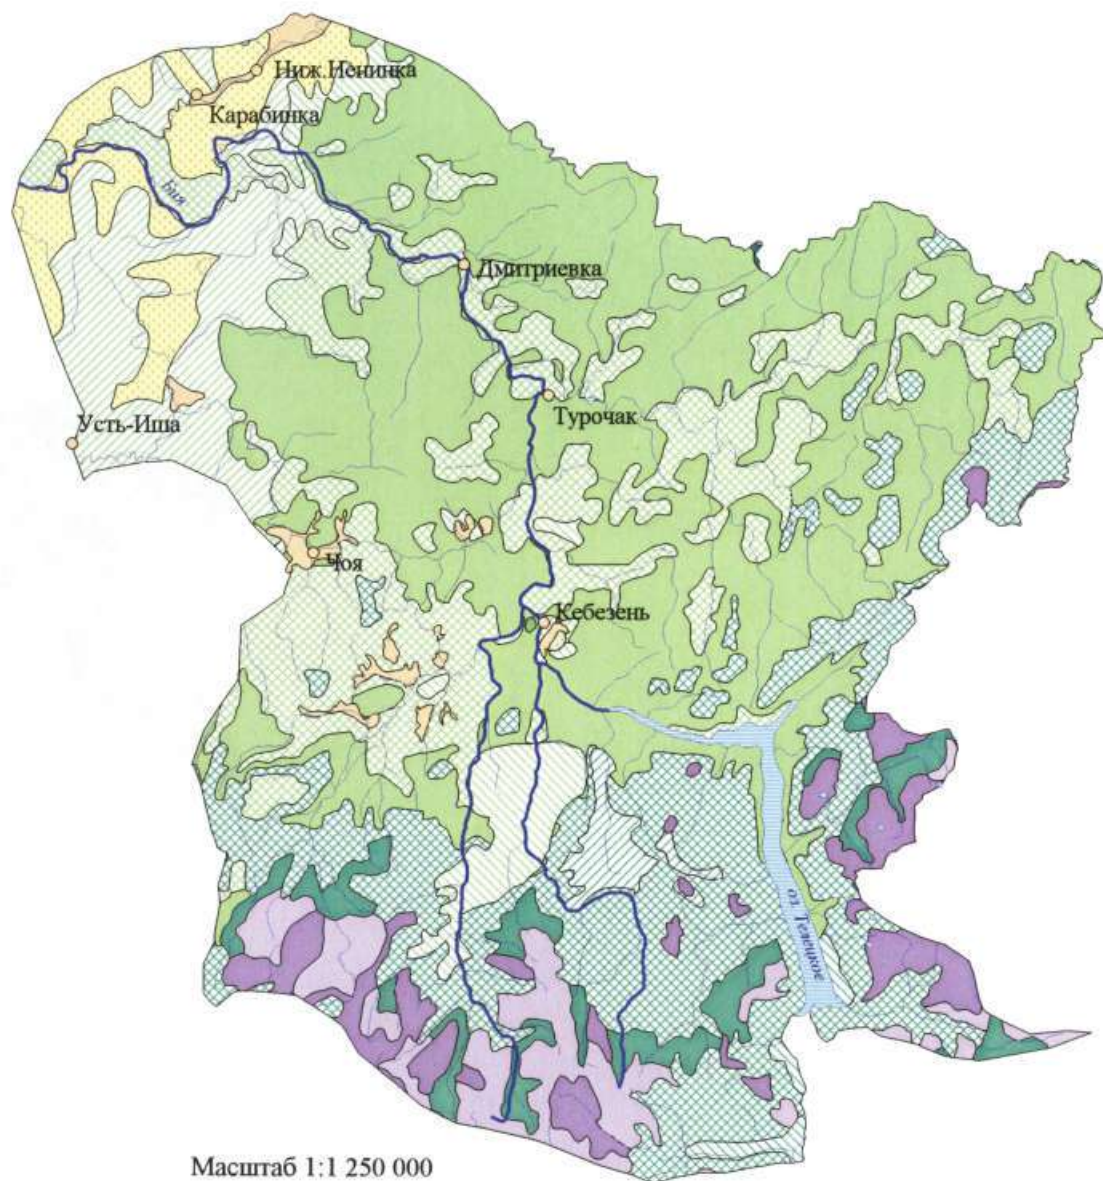 Ниж.Ненинка
Карабинка
Бия
Дмитриевка
Турочак
Усть-Иша
Чоя
Кебезень
оз. Телецкое
Масштаб 1:1 250 000